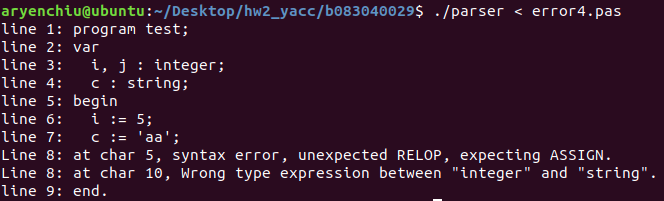 aryenchiu@ubuntu:~/Desktop/hw2_yacc/b083040029$ ./parser < error4.pas
line 1: program test;
line 2: var
line 3:   i, j : integer;
line 4:   c : string;
line 5: begin
line 6:   i := 5;
line 7:   c := 'aa';
Line 8: at char 5, syntax error, unexpected RELOP, expecting ASSIGN.
Line 8: at char 10, Wrong type expression between "integer" and "string".
line 9: end.